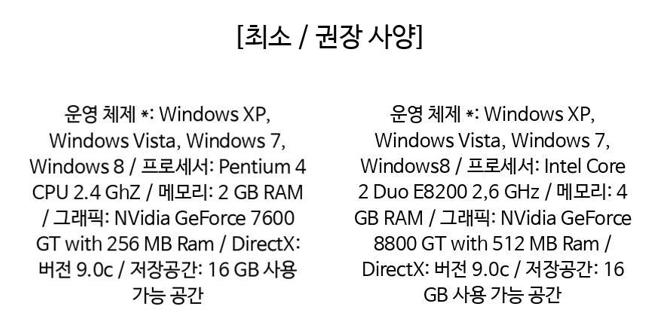 [최소 / 권장 사양]
운영 체제 *: Windows XP,
Windows Vista, Windows 7,
Windows 8 / 프로세서: Pentium 4
CPU 2.4 GhZ / 메모리: 2 GB RAM
/ 그래픽: NVidia GeForce 7600
GT with 256 MB Ram / DirectX:
버전 9.0c / 저장공간: 16 GB 사용
가능 공간
운영 체제 *: Windows XP,
Windows Vista, Windows 7,
Windows8 / 프로세서: Intel Core
2 Duo E8200 2,6 GHz / 메모리: 4
GB RAM / 그래픽: NVidia GeForce
8800 GT with 512 MB Ram /
DirectX: 버전 9.0c / 저장공간: 16
GB 사용 가능 공간